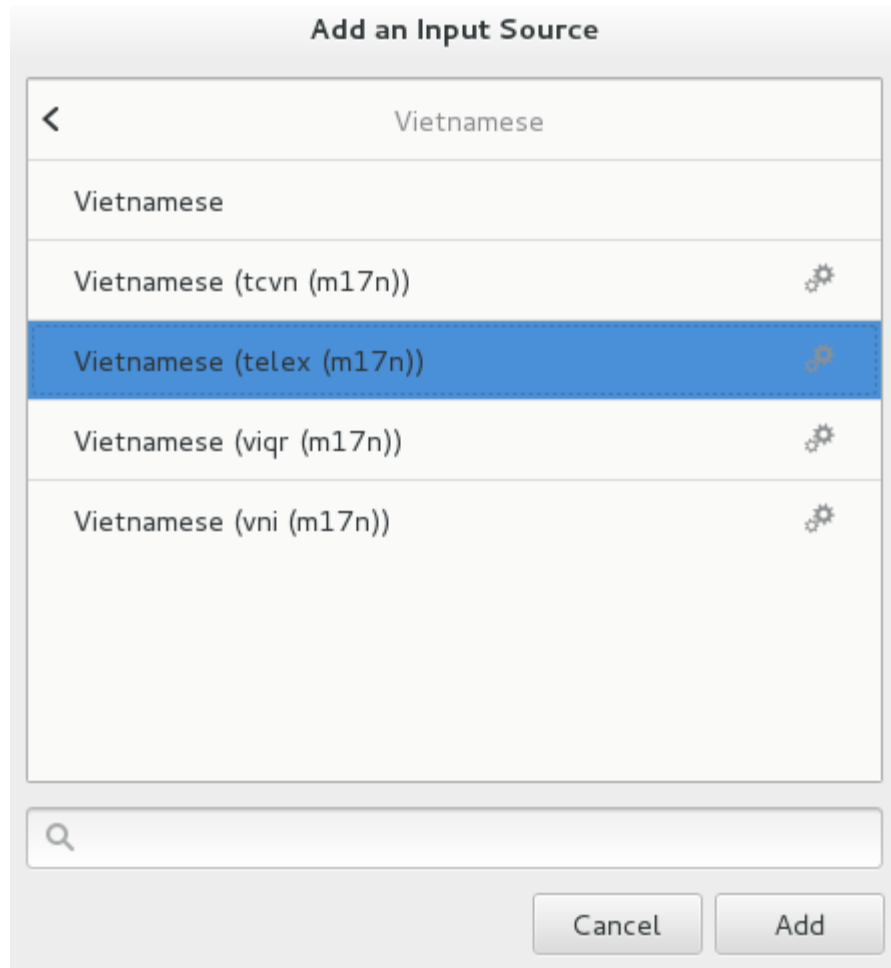 Add an Input Source
Vietnamese
Vietnamese
Vietnamese (tcvn (m17n))
Vietnamese (telex (m17n))
Vietnamese (viqr (m17n))
Vietnamese (vni (m17n))
Cancel
Add